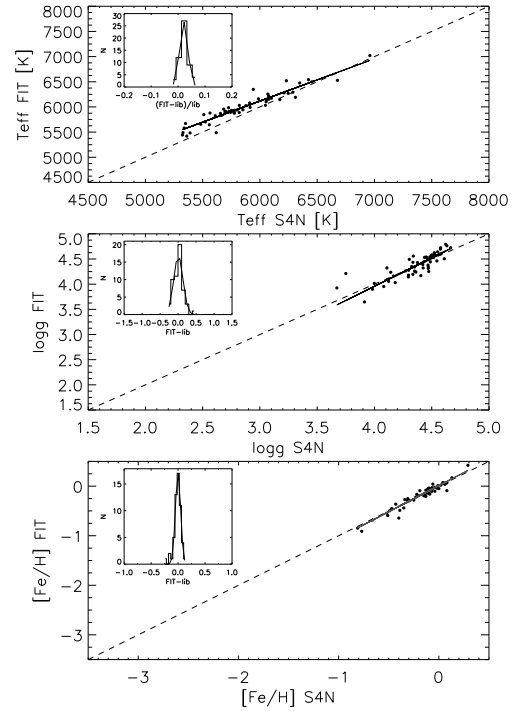 8000
7500
7000
6500
6000
5500
5000
4500
Teff FIT [K]
30
25
20
15
10
5
0
N
-0.2 -0.1 0.0 0.1 0.2
(FIT-lib)/lib
4500 5000 5500 6000 6500 7000 7500 8000
Teff S4N [K]
5.0
4.5
4.0
3.5
3.0
2.5
2.0
1.5
logg FIT
20
15
10
5
0
N
-1.5 -1.0 -0.5 0.0 0.5 1.0 1.5
FIT-lib
1.5 2.0 2.5 3.0 3.5 4.0 4.5 5.0
logg S4N
0
-1
-2
-3
[Fe/H] FIT
15
10
5
0
N
-1.0 -0.5 0.0 0.5 1.0
FIT-lib
-3 -2 -1 0
[Fe/H] S4N